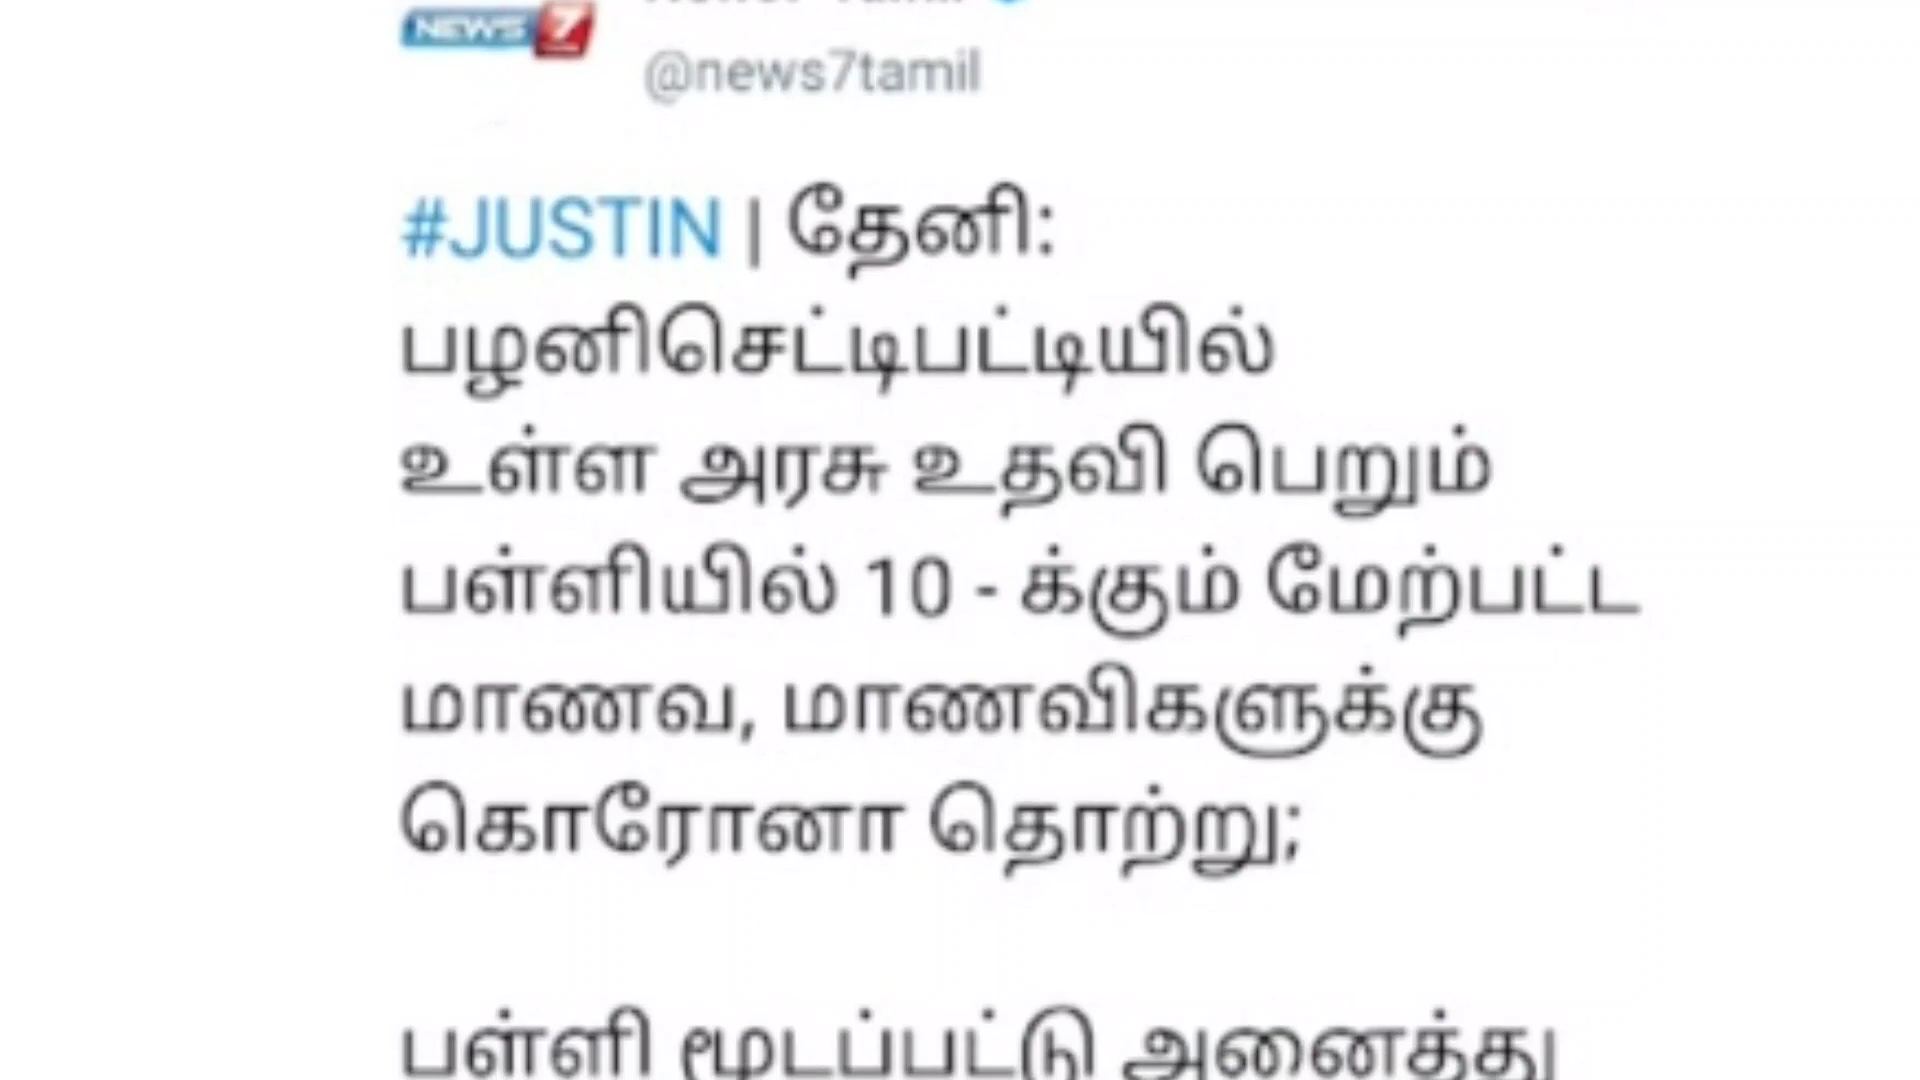 NEWS 7
@news7tamil
#JUSTIN | தேனி:
பழனிசெட்டிபட்டியில்
உள்ள அரசு உதவி பெறும்
பள்ளியில் 10 - க்கும் மேற்பட்ட
மாணவ, மாணவிகளுக்கு
கொரோனா தொற்று;
பள்ளி மூடப்பட்டு அனைத்து